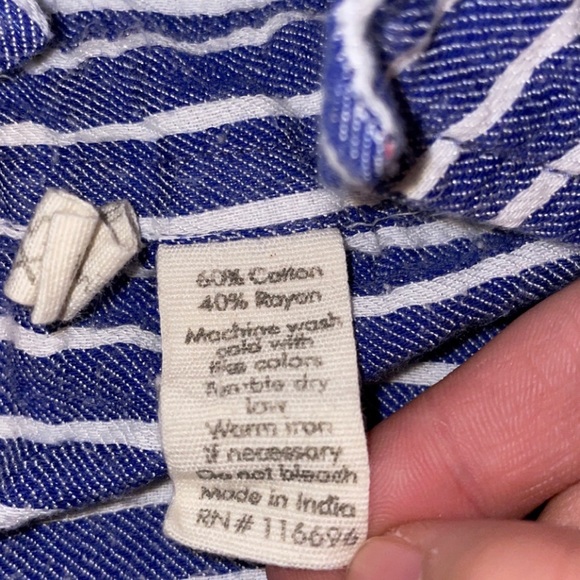 60% Cotton
40% Rayon
Machine wash
cold with
like colors
Tumble dry
low
Warm iron
if necessary
Do not bleach
Made in India
RN# 116696